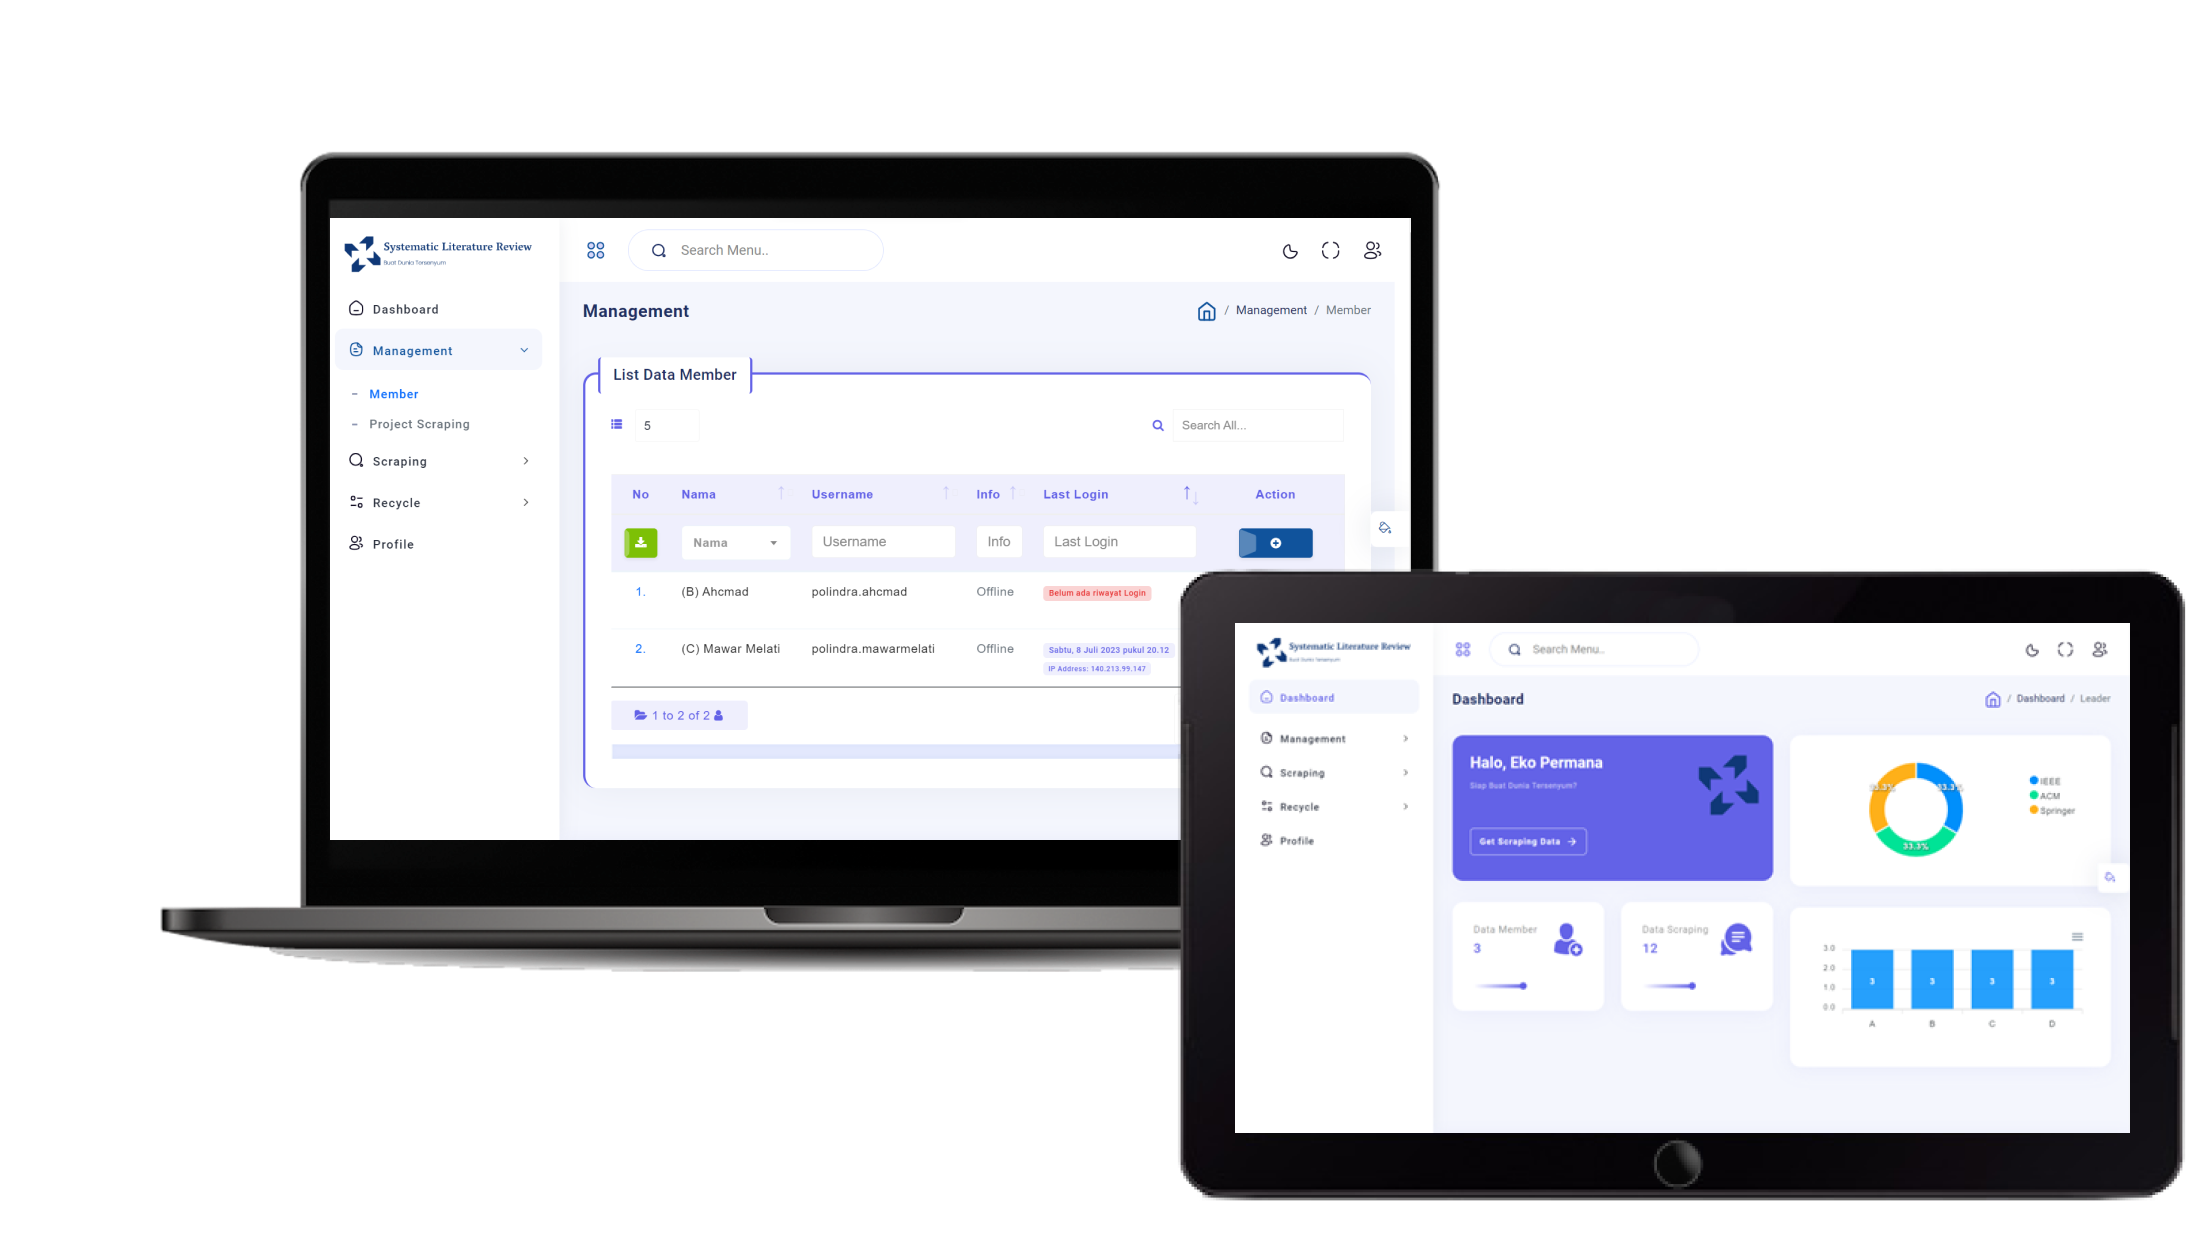 Systematic Literature Review
Buat Dunia Tersenyum
Search Menu..
Dashboard
Management
Member
Project Scraping
Scraping
Recycle
Profile
Management
/ Management / Member
List Data Member
5
Search All...
No Nama Username Info Last Login Action
Nama Username Info Last Login
1. (B) Ahcmad polindra.ahcmad Offline Belum ada riwayat Login
2. (C) Mawar Melati polindra.mawarmelati Offline Sabtu, 8 Juli 2023 pukul 20.12
IP Address: 140.213.99.147
1 to 2 of 2
Systematic Literature Review
Buat Dunia Tersenyum
Search Menu..
Dashboard
Management
Scraping
Recycle
Profile
Dashboard
/ Dashboard / Leader
Halo, Eko Permana
Siap Buat Dunia Tersenyum?
Get Scraping Data
33.3%
33.3%
33.3%
IEEE
ACM
Springer
Data Member
3
Data Scraping
12
3.0
2.0
1.0
0.0
3 3 3 3
A B C D